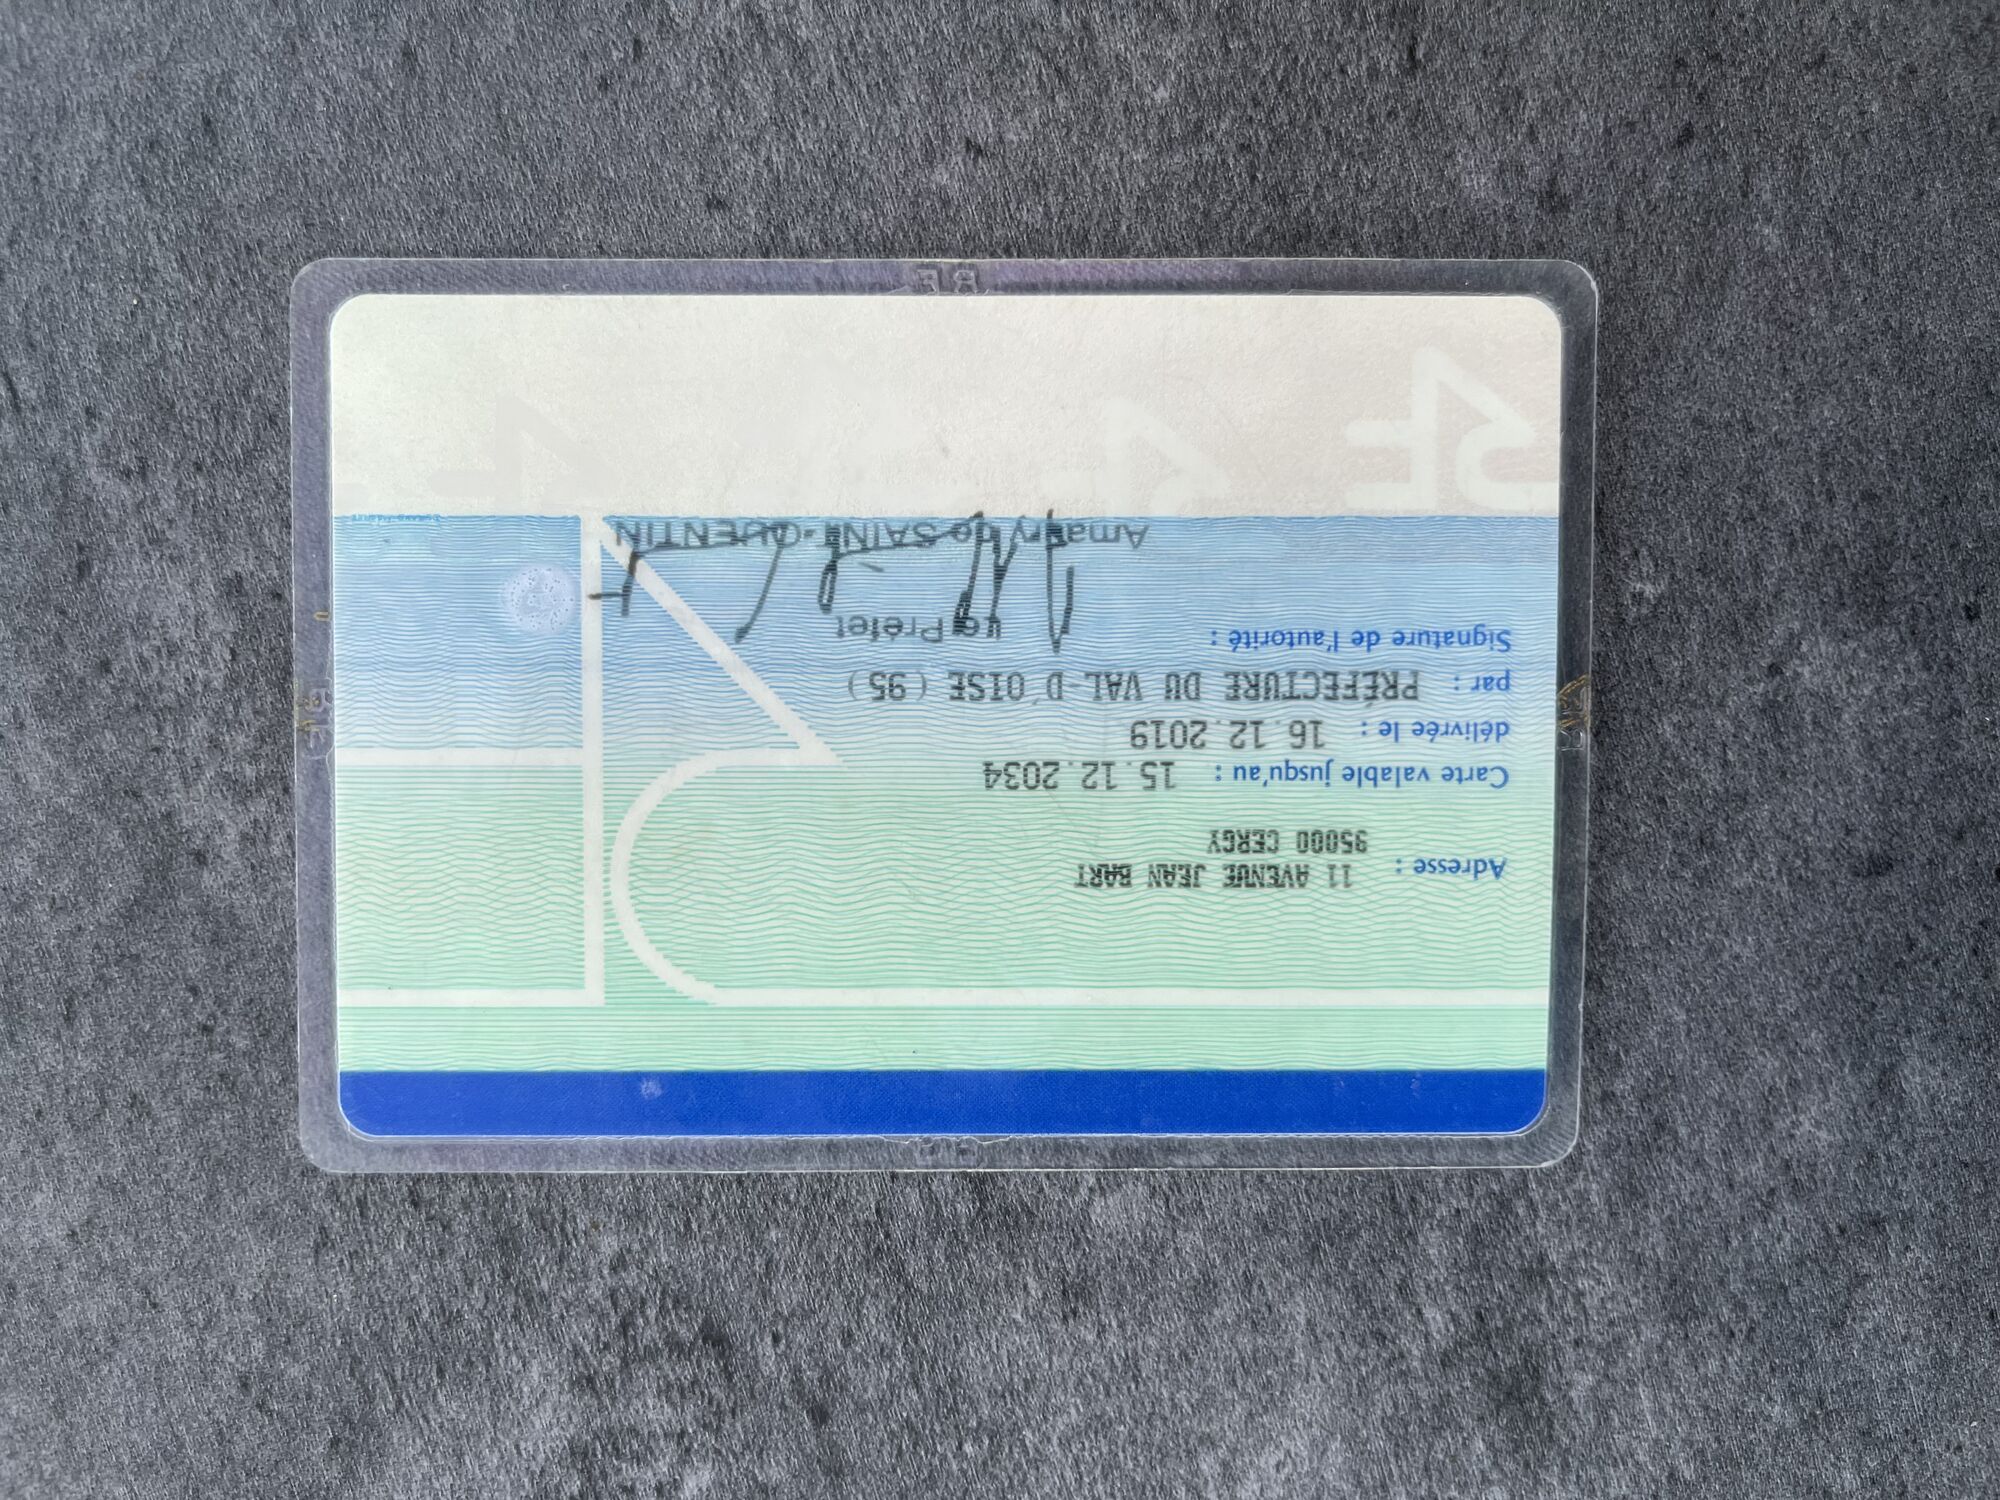 Adresse : 11 AVENUE JEAN BART
95000 CERGY
Carte valable jusqu'au : 15.12.2034
délivrée le : 16.12.2019
par : PRÉFECTURE DU VAL-D'OISE (95)
Signature de l'autorité :
Le Préfet
Amaury de SAINT-QUENTIN
RF